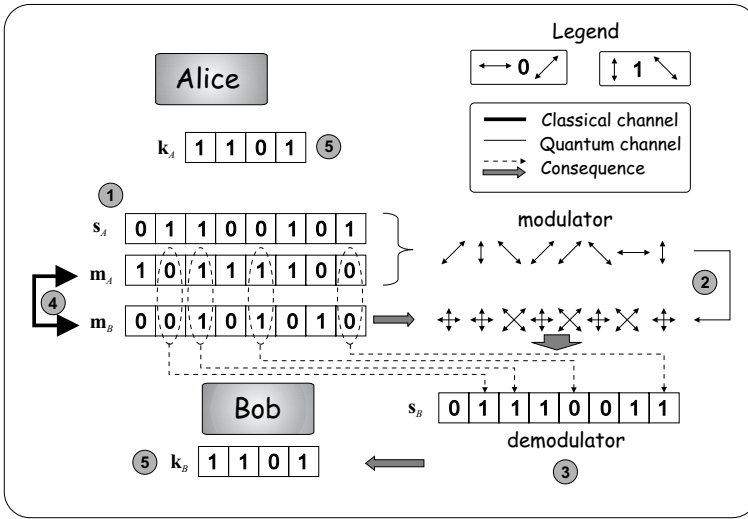 Alice
Legend
0
1
Classical channel
Quantum channel
Consequence
k_A 1 1 0 1 5
1
s_A 0 1 1 0 0 1 0 1
modulator
m_A 1 0 1 1 1 1 0 0
2
4
m_B 0 0 1 0 1 0 1 0
Bob
s_B 0 1 1 1 0 0 1 1
demodulator
5 k_B 1 1 0 1
3